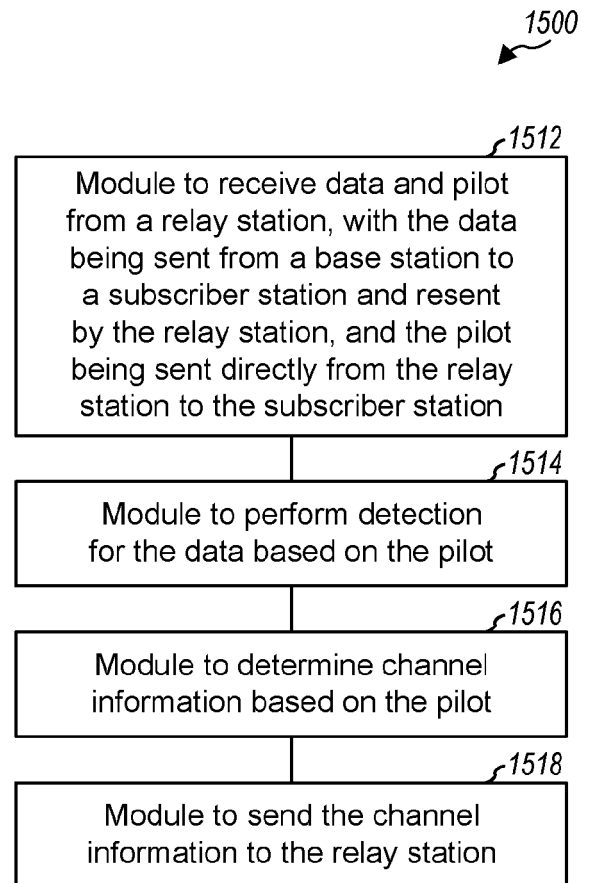 1500
1512
Module to receive data and pilot
from a relay station, with the data
being sent from a base station to
a subscriber station and resent
by the relay station, and the pilot
being sent directly from the relay
station to the subscriber station
1514
Module to perform detection
for the data based on the pilot
1516
Module to determine channel
information based on the pilot
1518
Module to send the channel
information to the relay station